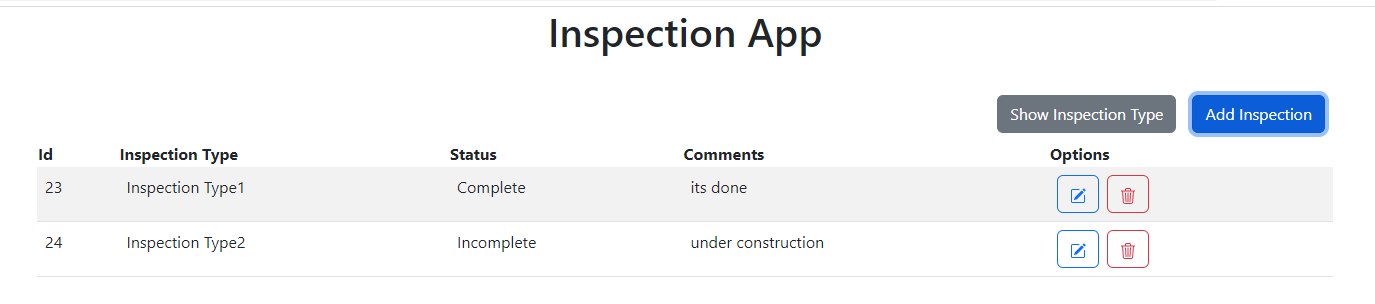 Inspection App
Show Inspection Type Add Inspection
Id Inspection Type Status Comments Options
23 Inspection Type1 Complete its done
24 Inspection Type2 Incomplete under construction